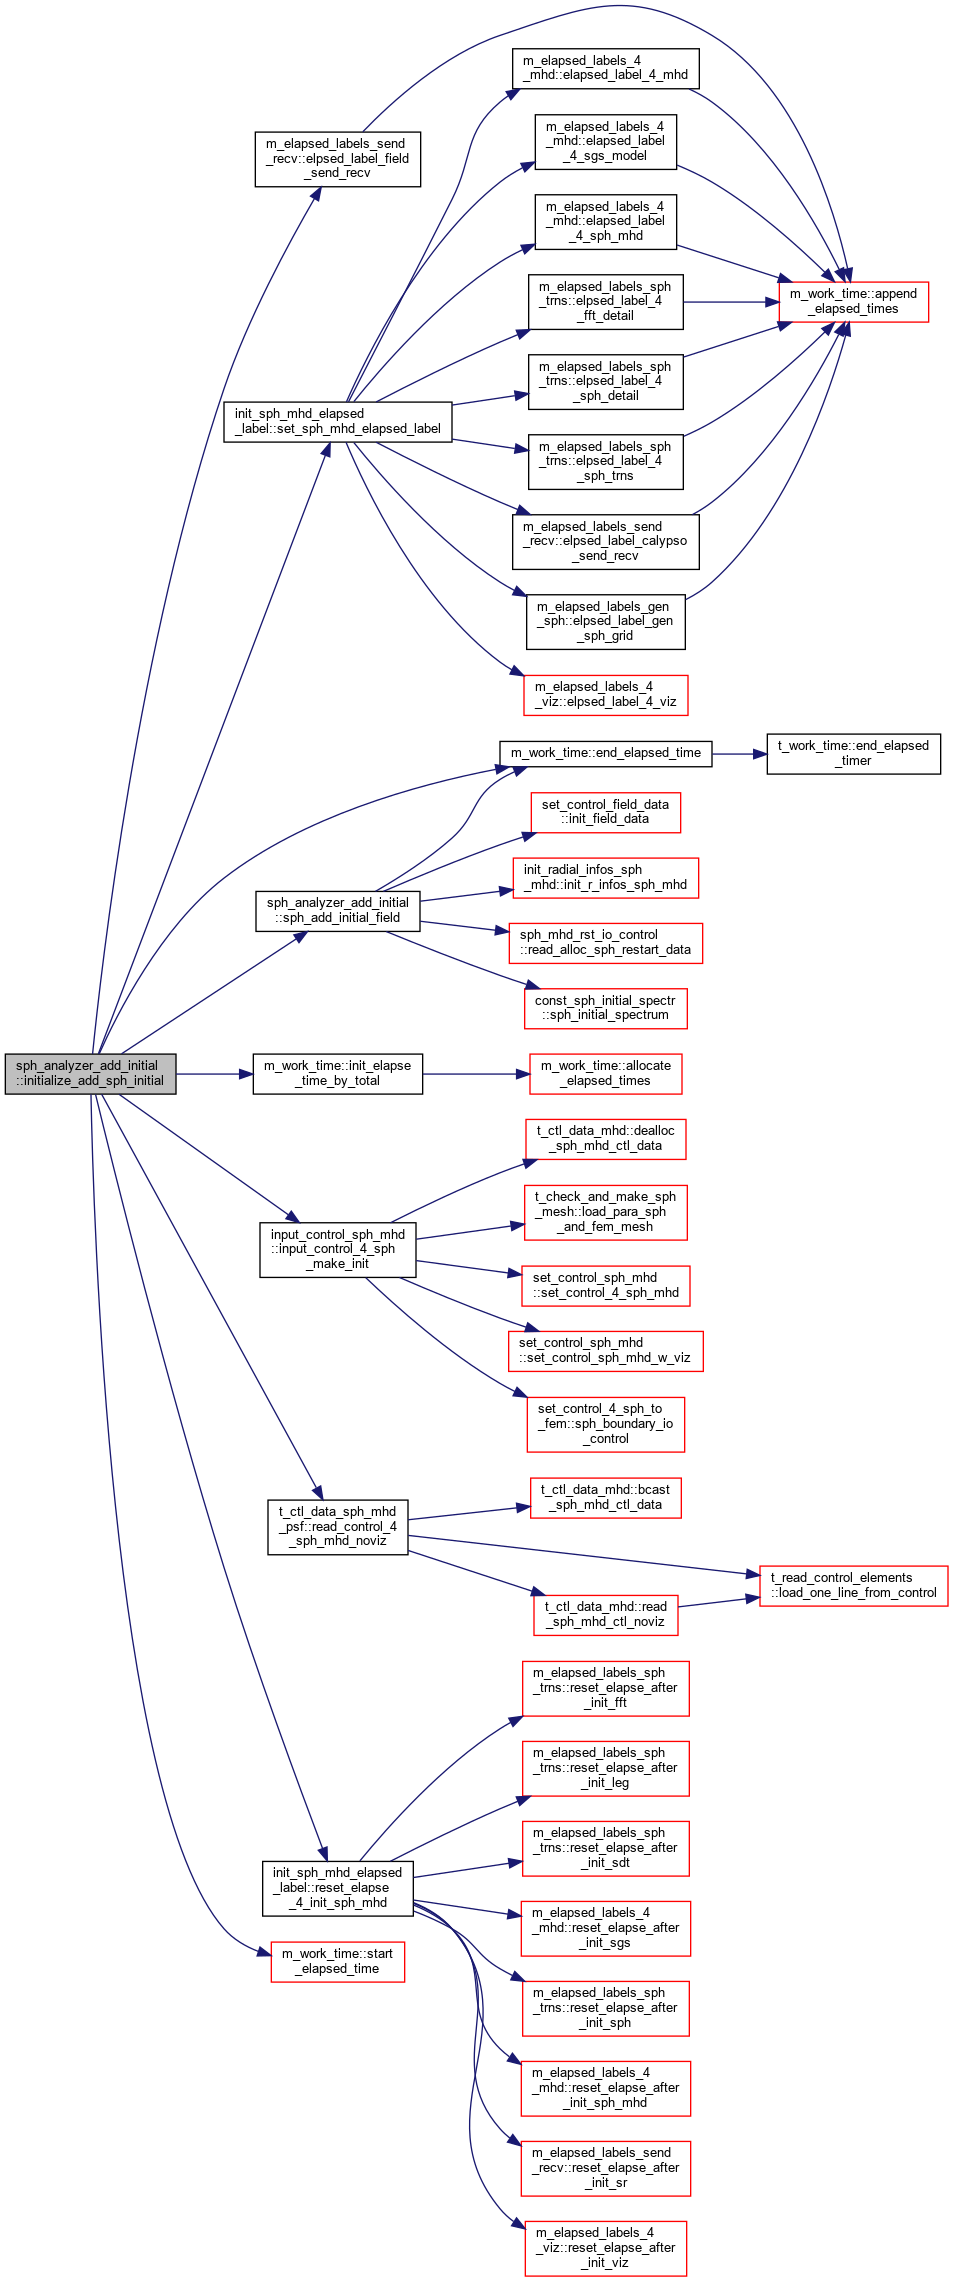 m_elapsed_labels_4
_mhd::elapsed_label_4_mhd
m_elapsed_labels_send
_recv::elpsed_label_field
_send_recv
m_elapsed_labels_4
_mhd::elapsed_label
_4_sgs_model
m_elapsed_labels_4
_mhd::elapsed_label
_4_sph_mhd
m_work_time::append
_elapsed_times
m_elapsed_labels_sph
_trns::elpsed_label_4
_fft_detail
m_elapsed_labels_sph
_trns::elpsed_label_4
_sph_detail
init_sph_mhd_elapsed
_label::set_sph_mhd_elapsed_label
m_elapsed_labels_sph
_trns::elpsed_label_4
_sph_trns
m_elapsed_labels_send
_recv::elpsed_label_calypso
_send_recv
m_elapsed_labels_gen
_sph::elpsed_label_gen
_sph_grid
m_elapsed_labels_4
_viz::elpsed_label_4_viz
m_work_time::end_elapsed_time
t_work_time::end_elapsed
_timer
set_control_field_data
::init_field_data
init_radial_infos_sph
_mhd::init_r_infos_sph_mhd
sph_analyzer_add_initial
::sph_add_initial_field
sph_mhd_rst_io_control
::read_alloc_sph_restart_data
const_sph_initial_spectr
::sph_initial_spectrum
sph_analyzer_add_initial
::initialize_add_sph_initial
m_work_time::init_elapse
_time_by_total
m_work_time::allocate
_elapsed_times
t_ctl_data_mhd::dealloc
_sph_mhd_ctl_data
t_check_and_make_sph
_mesh::load_para_sph
_and_fem_mesh
input_control_sph_mhd
::input_control_4_sph
_make_init
set_control_sph_mhd
::set_control_4_sph_mhd
set_control_sph_mhd
::set_control_sph_mhd_w_viz
set_control_4_sph_to
_fem::sph_boundary_io
_control
t_ctl_data_mhd::bcast
_sph_mhd_ctl_data
t_ctl_data_sph_mhd
_psf::read_control_4
_sph_mhd_noviz
t_read_control_elements
::load_one_line_from_control
t_ctl_data_mhd::read
_sph_mhd_ctl_noviz
m_elapsed_labels_sph
_trns::reset_elapse_after
_init_fft
m_elapsed_labels_sph
_trns::reset_elapse_after
_init_leg
m_elapsed_labels_sph
_trns::reset_elapse_after
_init_sdt
init_sph_mhd_elapsed
_label::reset_elapse
_4_init_sph_mhd
m_elapsed_labels_4
_mhd::reset_elapse_after
_init_sgs
m_work_time::start
_elapsed_time
m_elapsed_labels_sph
_trns::reset_elapse_after
_init_sph
m_elapsed_labels_4
_mhd::reset_elapse_after
_init_sph_mhd
m_elapsed_labels_send
_recv::reset_elapse_after
_init_sr
m_elapsed_labels_4
_viz::reset_elapse_after
_init_viz